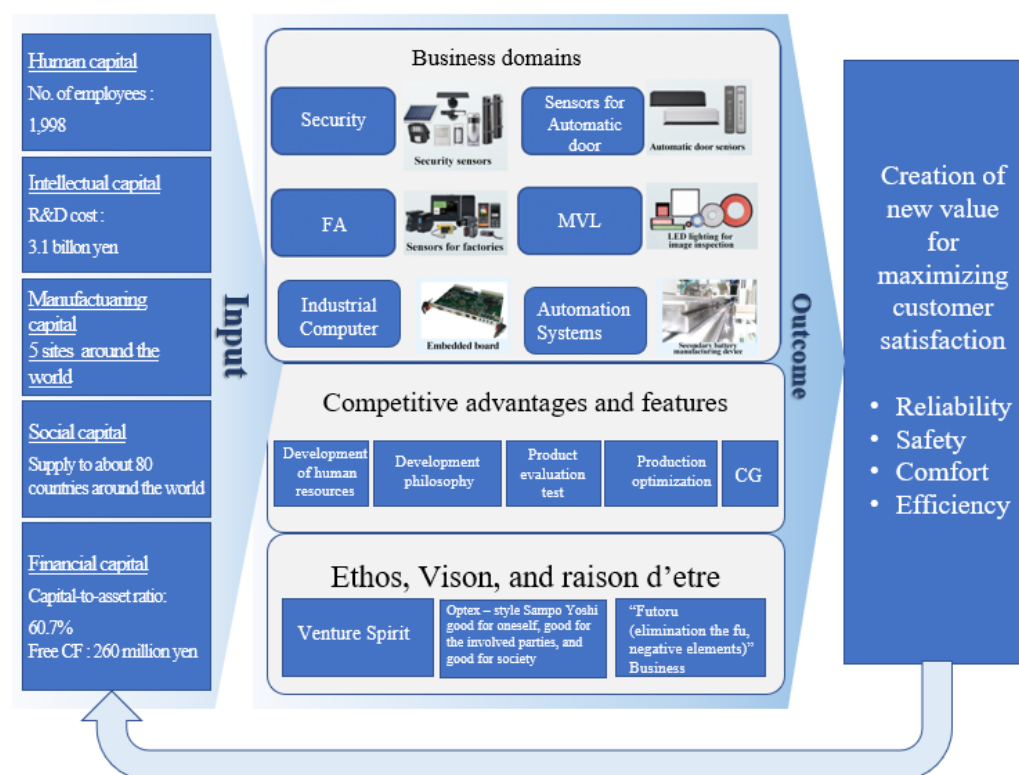 Human capital
No. of employees :
1,998
Intellectual capital
R&D cost :
3.1 billon yen
Manufactuaring
capital
5 sites around the
world
Social capital
Supply to about 80
countries around the world
Financial capital
Capital-to-asset ratio:
60.7%
Free CF : 260 million yen
Input
Business domains
Security
Security sensors
Sensors for
Automatic
door
Automatic door sensors
FA
Sensors for factories
MVL
LED lighting for
image inspection
Industrial
Computer
Embedded board
Automation
Systems
Secondary battery
manufacturing device
Competitive advantages and features
Development
of human
resources
Development
philosophy
Product
evaluation
test
Production
optimization
CG
Ethos, Vison, and raison d’etre
Venture Spirit
Optex – style Sampo Yoshi
good for oneself, good for
the involved parties, and
good for society
“Futoru
(elimination the fu,
negative elements)”
Business
Outcome
Creation of
new value
for
maximizing
customer
satisfaction
• Reliability
• Safety
• Comfort
• Efficiency